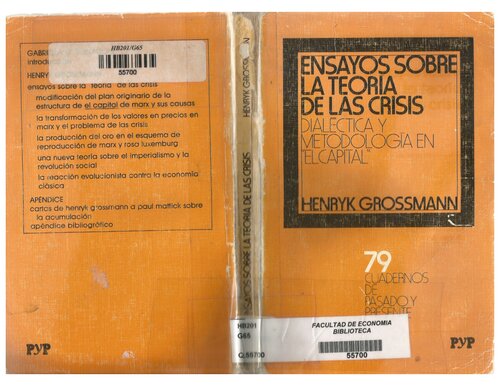 GABRI
introdu
HB201/G65
55700
HENRY
ensayos sobre la teoría de las crisis
modificación del plan originario de la
estructura de el capital de marx y sus causas
la transformación de los valores en precios en
marx y el problema de las crisis
la producción del oro en el esquema de
reproducción de marx y rosa luxemburg
una nueva teoría sobre el imperialismo y la
revolución social
la reacción evolucionista contra la economía
clásica
APÉNDICE
cartas de henryk grossmann a paul mattick sobre
la acumulación
apéndice bibliográfico
PYP
ENSAYOS SOBRE LA TEORÍA DE LAS CRISIS
HENRYK GROSSMANN
HB201
G65
Q.55700
ENSAYOS SOBRE
LA TEORIA
DE LAS CRISIS
DIALECTICA Y
METODOLOGIA EN
"EL CAPITAL"
HENRYK GROSSMANN
79
CUADERNOS
DE
PASADO Y
PRESENTE
FACULTAD DE ECONOMIA
BIBLIOTECA
55700
PYP